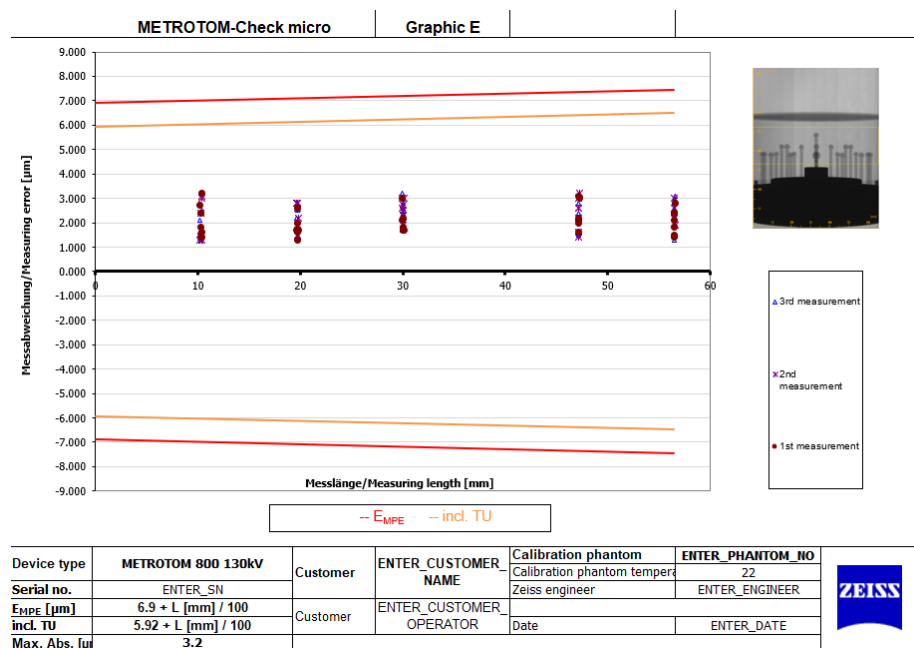 METROTOM-Check micro Graphic E
9.000
8.000
7.000
6.000
5.000
4.000
3.000
2.000
1.000
0.000
-1.000
-2.000
-3.000
-4.000
-5.000
-6.000
-7.000
-8.000
-9.000
0 10 20 30 40 50 60
Messabweichung/Measuring error [µm]
Messlänge/Measuring length [mm]
-- EMPE -- incl. TU
3rd measurement
2nd
measurement
1st measurement
Device type METROTOM 800 130kV
Serial no. ENTER_SN
EMPE [µm] 6.9 + L [mm] / 100
incl. TU 5.92 + L [mm] / 100
Max. Abs. [µ 3.2
Customer ENTER_CUSTOMER_
NAME
Customer ENTER_CUSTOMER_
OPERATOR
Calibration phantom ENTER_PHANTOM_NO
Calibration phantom tempera 22
Zeiss engineer ENTER_ENGINEER
Date ENTER_DATE
ZEISS